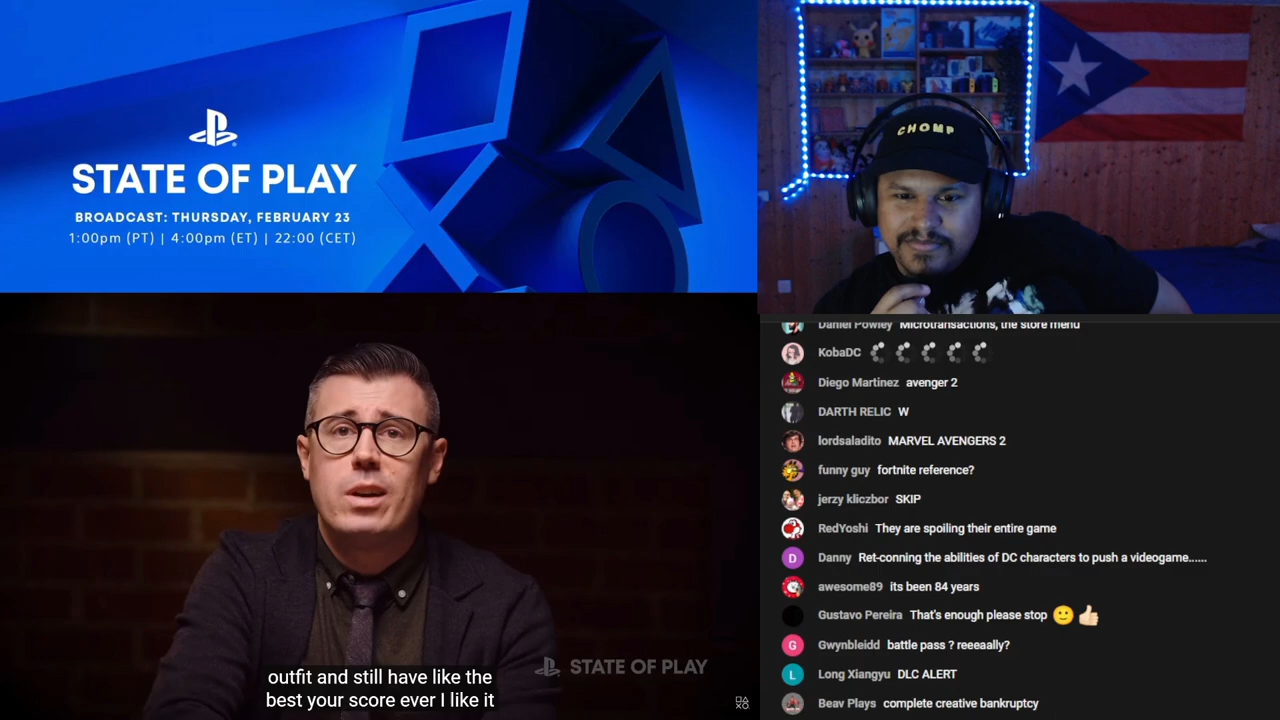 STATE OF PLAY
BROADCAST: THURSDAY, FEBRUARY 23
1:00pm (PT) | 4:00pm (ET) | 22:00 (CET)
CHOMP
Daniel Powley Microtransactions, the store menu
KobaDC
Diego Martinez avenger 2
DARTH RELIC W
lordsaladito MARVEL AVENGERS 2
funny guy fortnite reference?
jerzy kliczbor SKIP
RedYoshi They are spoiling their entire game
D Danny Ret-conning the abilities of DC characters to push a videogame......
awesome89 its been 84 years
Gustavo Pereira That's enough please stop 🙂👍🏻
G Gwynbleidd battle pass ? reeeaally?
L Long Xiangyu DLC ALERT
Beav Plays complete creative bankruptcy
STATE OF PLAY
outfit and still have like the
best your score ever I like it